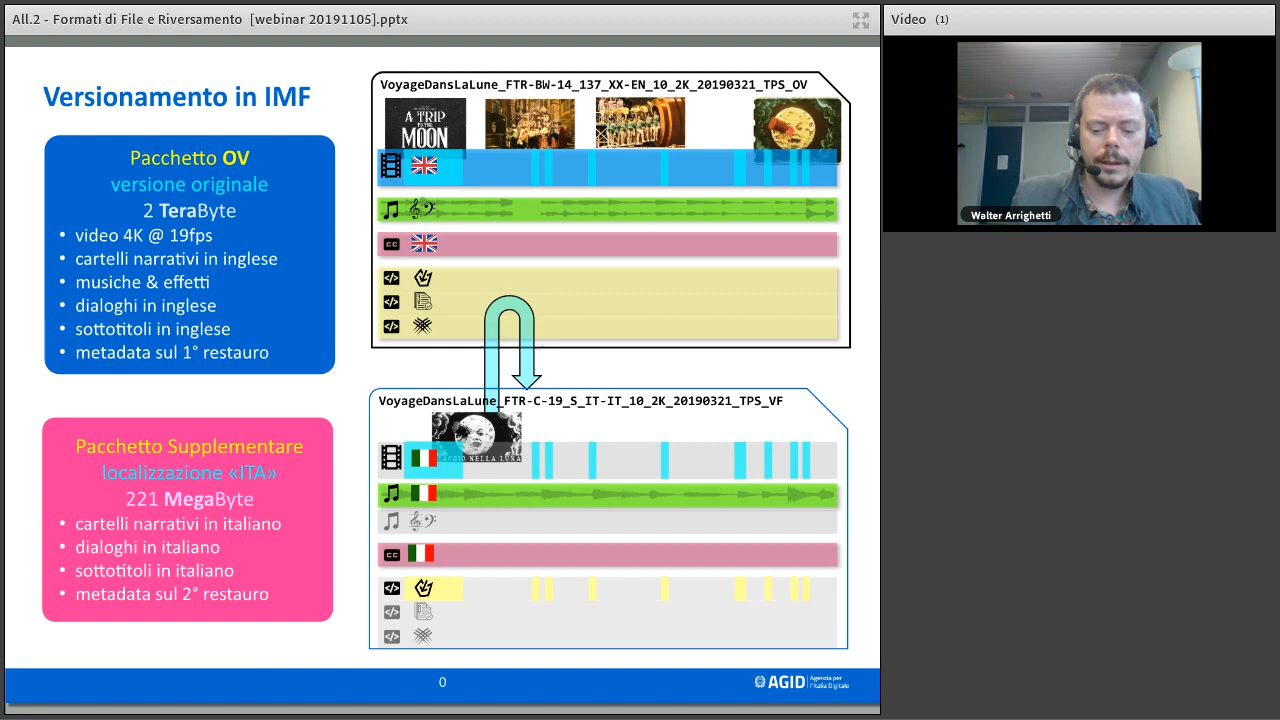 All.2 - Formati di File e Riversamento [webinar 20191105].pptx
Video (1)
Walter Arrighetti
Versionamento in IMF
Pacchetto OV
versione originale
2 TeraByte
• video 4K @ 19fps
• cartelli narrativi in inglese
• musiche & effetti
• dialoghi in inglese
• sottotitoli in inglese
• metadata sul 1° restauro
Pacchetto Supplementare
localizzazione «ITA»
221 MegaByte
• cartelli narrativi in italiano
• dialoghi in italiano
• sottotitoli in italiano
• metadata sul 2° restauro
VoyageDansLaLune_FTR-BW-14_137_XX-EN_10_2K_20190321_TPS_OV
A TRIP
TO THE
MOON
CC
</>
</>
</>
VoyageDansLaLune_FTR-C-19_S_IT-IT_10_2K_20190321_TPS_VF
NELLA LUNA
CC
</>
</>
</>
0
AGID
Agenzia per
l'Italia Digitale